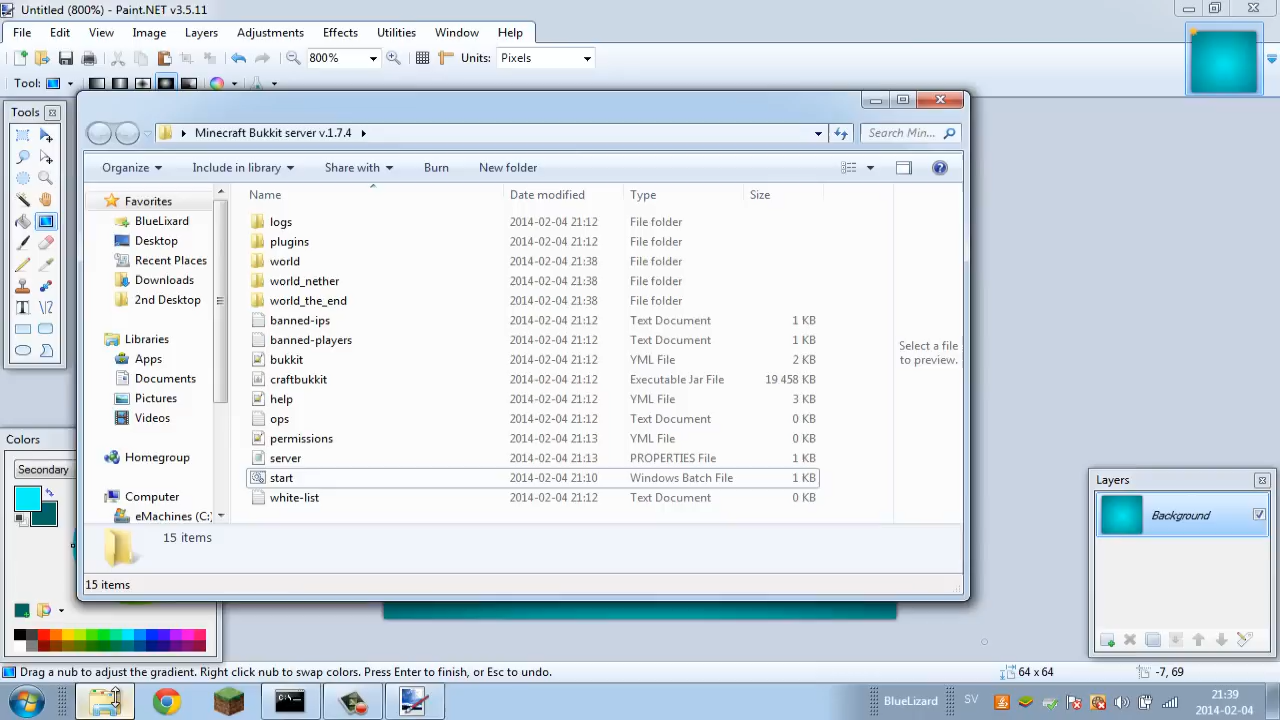 Untitled (800%) - Paint.NET v3.5.11
File Edit View Image Layers Adjustments Effects Utilities Window Help
800% Units: Pixels
Tool:
Tools
Minecraft Bukkit server v.1.7.4
Search Min...
Organize Include in library Share with Burn New folder
Favorites
BlueLizard
Desktop
Recent Places
Downloads
2nd Desktop
Libraries
Apps
Documents
Pictures
Videos
Homegroup
Computer
eMachines (C:)
Name Date modified Type Size
logs 2014-02-04 21:12 File folder
plugins 2014-02-04 21:12 File folder
world 2014-02-04 21:38 File folder
world_nether 2014-02-04 21:38 File folder
world_the_end 2014-02-04 21:38 File folder
banned-ips 2014-02-04 21:12 Text Document 1 KB
banned-players 2014-02-04 21:12 Text Document 1 KB
bukkit 2014-02-04 21:12 YML File 2 KB
craftbukkit 2014-02-04 21:12 Executable Jar File 19 458 KB
help 2014-02-04 21:12 YML File 3 KB
ops 2014-02-04 21:12 Text Document 0 KB
permissions 2014-02-04 21:13 YML File 0 KB
server 2014-02-04 21:13 PROPERTIES File 1 KB
start 2014-02-04 21:10 Windows Batch File 1 KB
white-list 2014-02-04 21:12 Text Document 0 KB
Select a file
to preview.
15 items
15 items
Colors
Secondary
Layers
Background
Drag a nub to adjust the gradient. Right click nub to swap colors. Press Enter to finish, or Esc to undo.
64 x 64
-7, 69
C:\.
BlueLizard
SV
21:39
2014-02-04